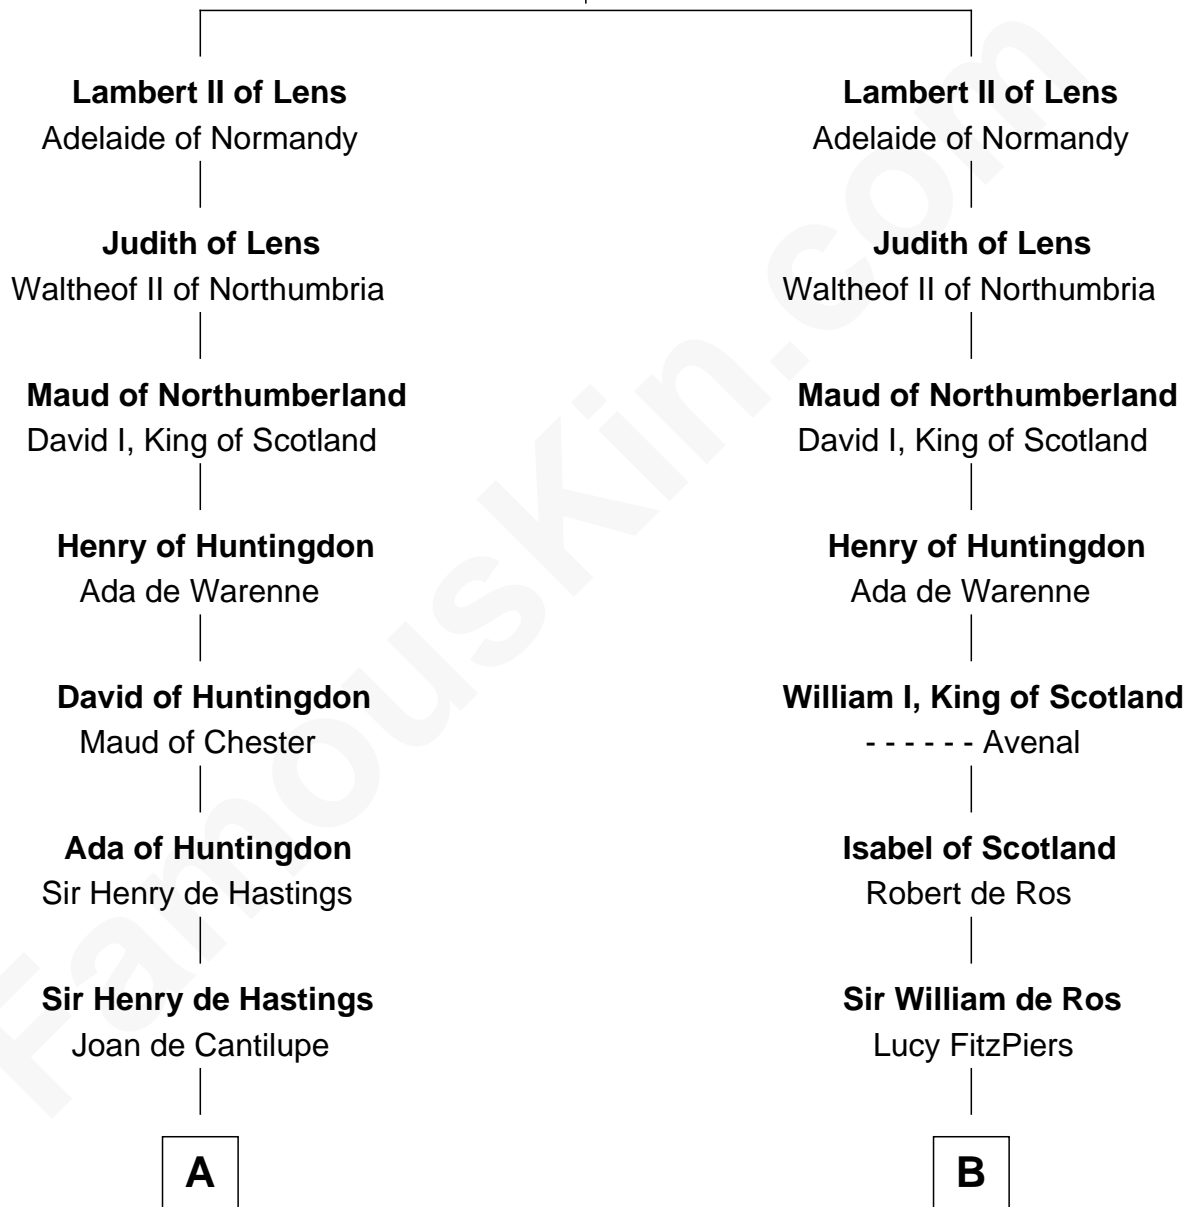 Lambert II of Lens
Adelaide of Normandy
Judith of Lens
Waltheof II of Northumbria
Maud of Northumberland
David I, King of Scotland
Henry of Huntingdon
Ada de Warenne
David of Huntingdon
Maud of Chester
Ada of Huntingdon
Sir Henry de Hastings
Sir Henry de Hastings
Joan de Cantilupe
A
Lambert II of Lens
Adelaide of Normandy
Judith of Lens
Waltheof II of Northumbria
Maud of Northumberland
David I, King of Scotland
Henry of Huntingdon
Ada de Warenne
William I, King of Scotland
- - - - - - Avenal
Isabel of Scotland
Robert de Ros
Sir William de Ros
Lucy FitzPiers
B
FamousKin.com